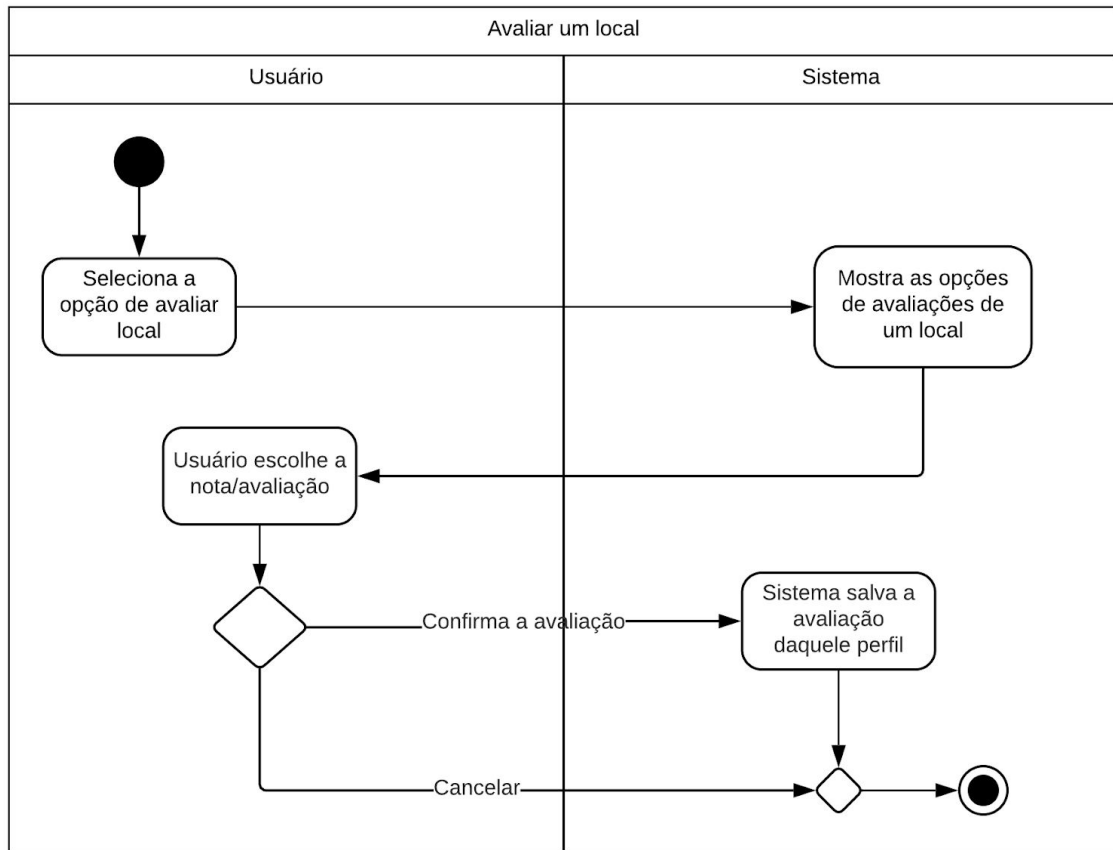 Avaliar um local
Usuário
Sistema
Seleciona a
opção de avaliar
local
Mostra as opções
de avaliações de
um local
Usuário escolhe a
nota/avaliação
Confirma a avaliação
Sistema salva a
avaliação
daquele perfil
Cancelar